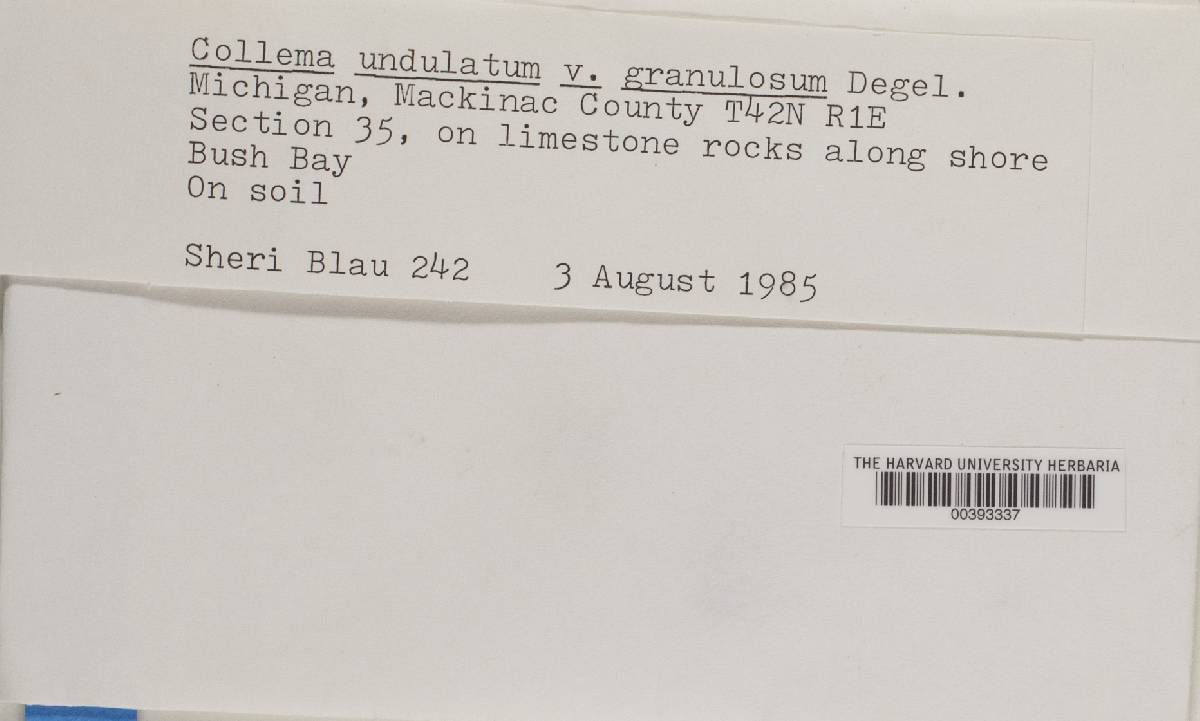 Collema undulatum v. granulosum Degel.
Michigan, Mackinac County T42N R1E
Section 35, on limestone rocks along shore
Bush Bay
On soil
Sheri Blau 242 3 August 1985
THE HARVARD UNIVERSITY HERBARIA
00393337